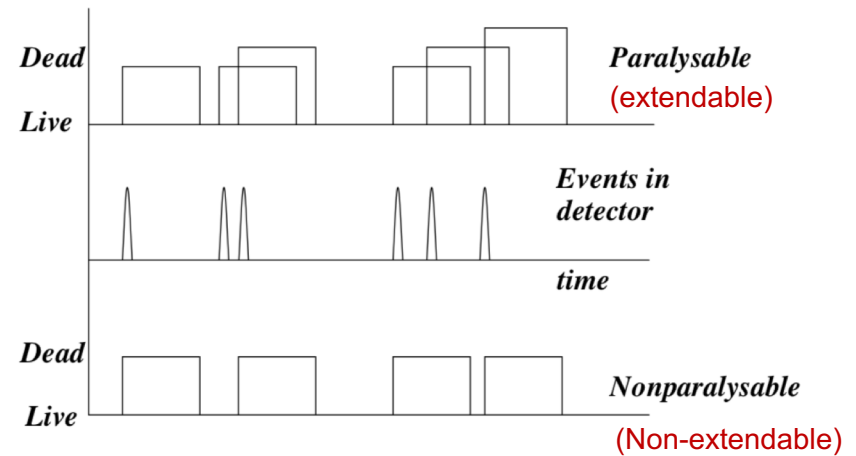 Dead
Live
Paralysable
(extendable)
Events in
detector
time
Dead
Live
Nonparalysable
(Non-extendable)